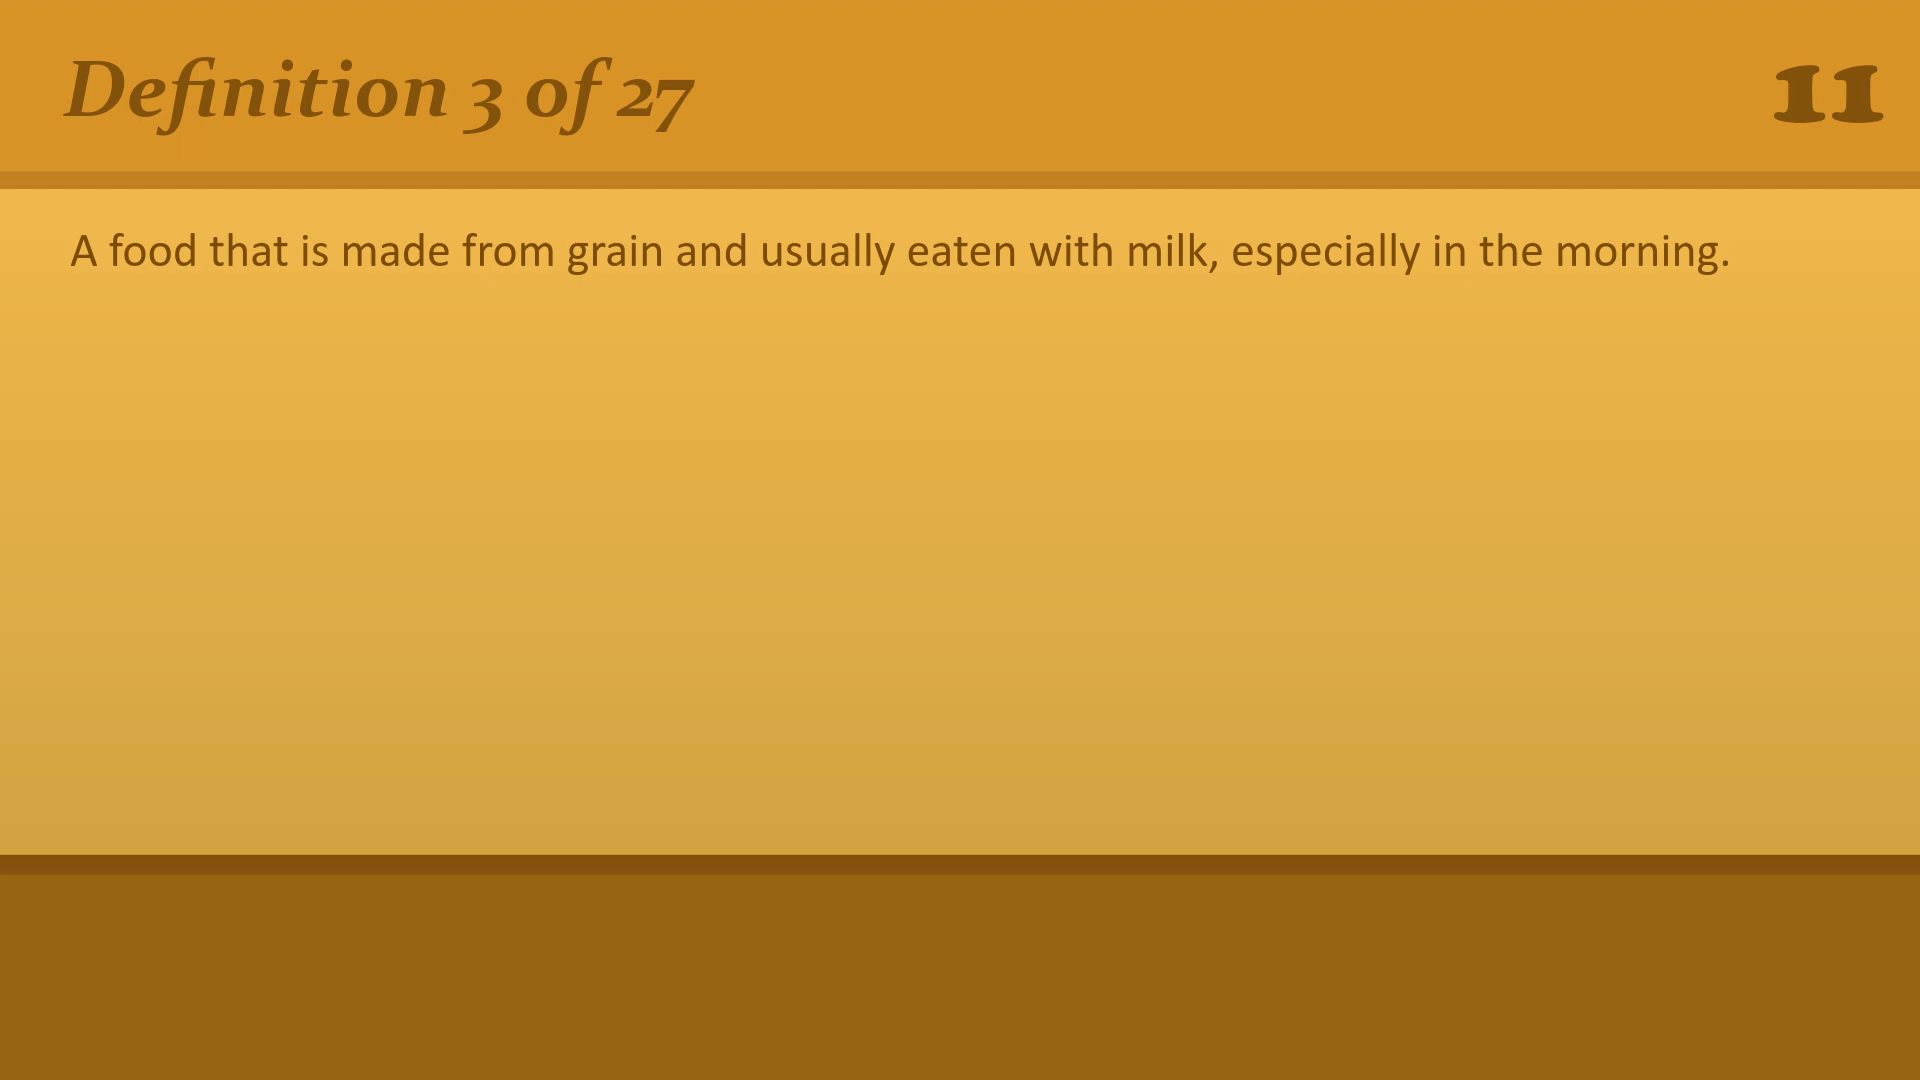 Definition 3 of 27
11
A food that is made from grain and usually eaten with milk, especially in the morning.